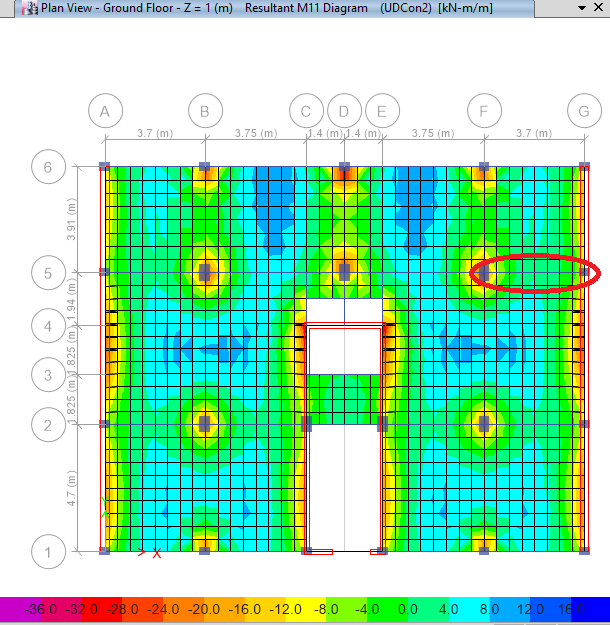 Plan View - Ground Floor - Z = 1 (m) Resultant M11 Diagram (UDCon2) [kN-m/m]
A B C D E F G
3.7 (m) 3.75 (m) 1.4 (m) 1.4 (m) 3.75 (m) 3.7 (m)
6
3.91 (m)
5
1.94 (m)
4
1.825 (m)
3
1.825 (m)
2
4.7 (m)
Y
1
X
-36.0 -32.0 -28.0 -24.0 -20.0 -16.0 -12.0 -8.0 -4.0 0.0 4.0 8.0 12.0 16.0